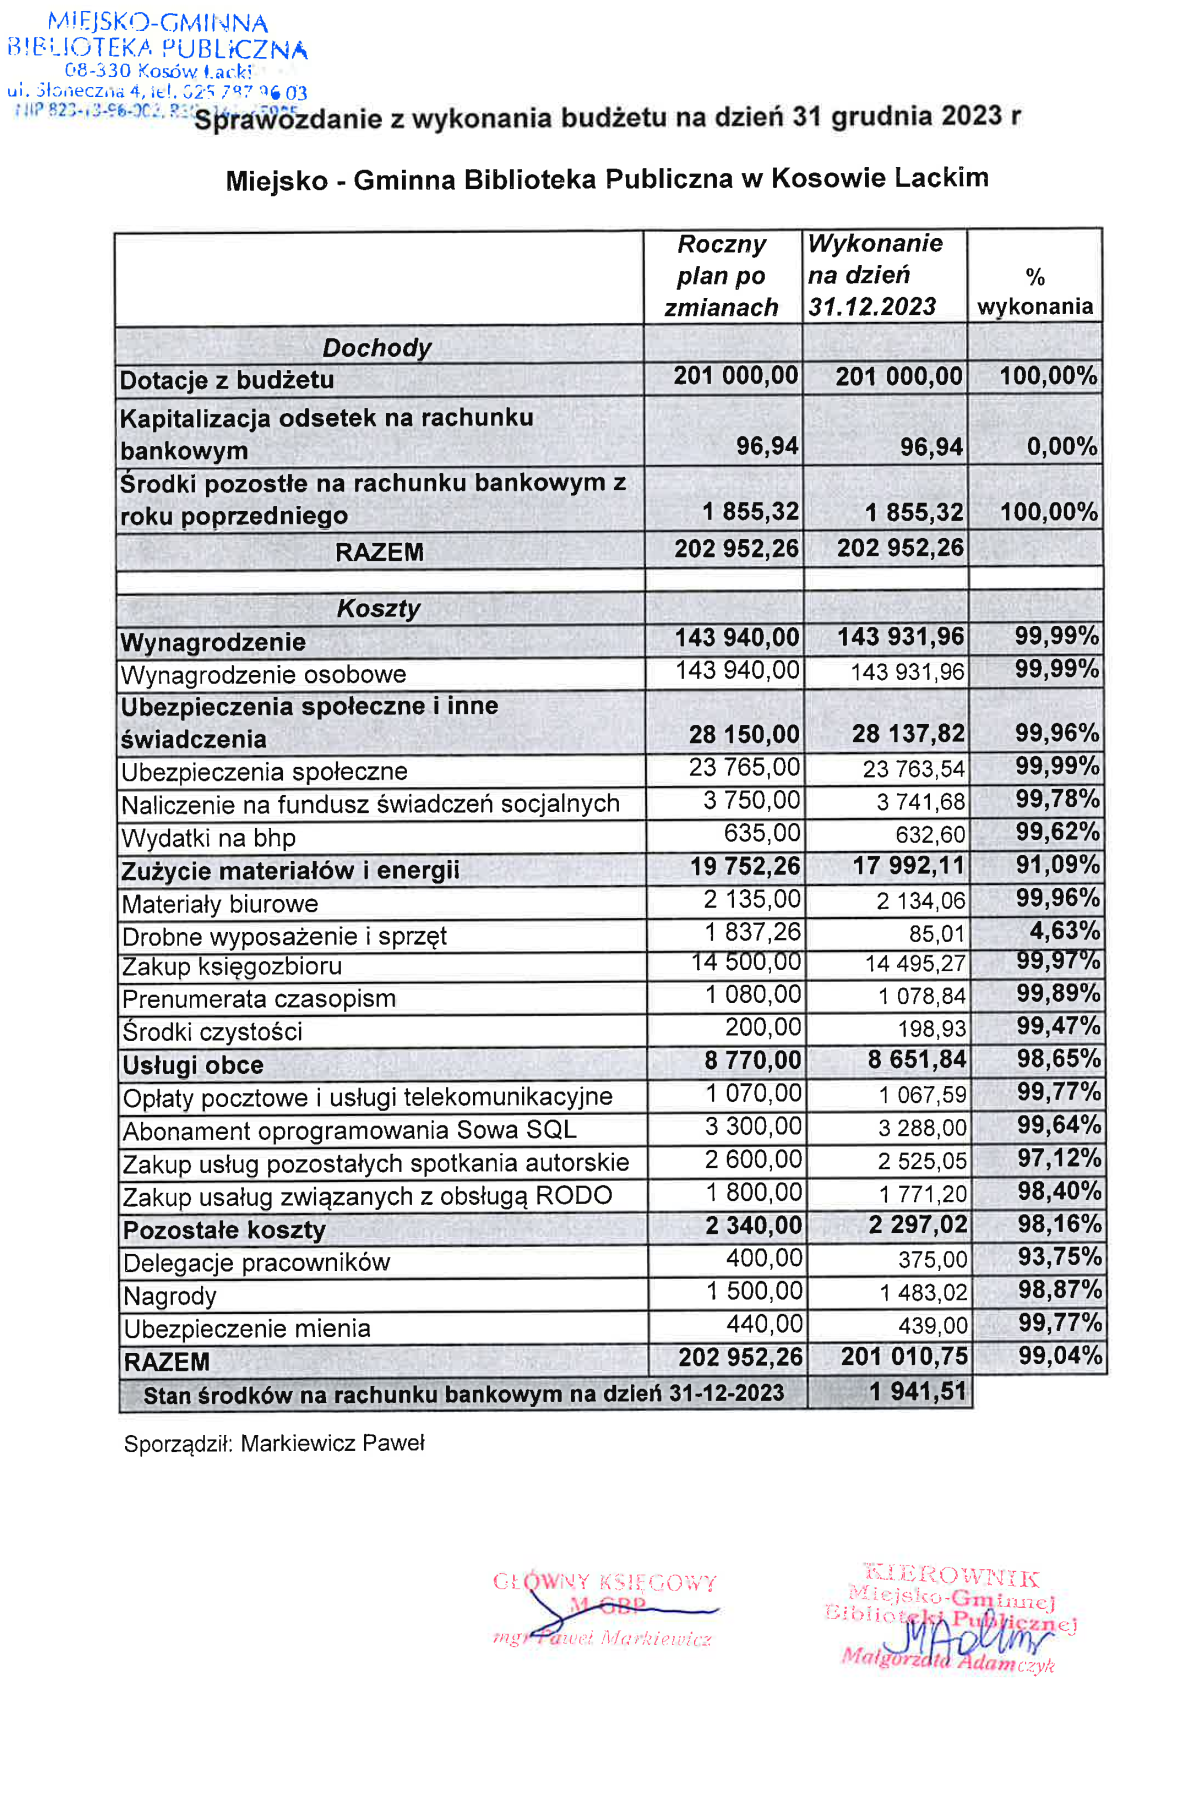 MIEJSKO-GMINNA
BIBLIOTEKA PUBLICZNA
08-330 Kosów Łacki
ul. Słoneczna 4, tel. 025 787 96 03
NIP 823-13-96-002,
Sprawozdanie z wykonania budżetu na dzień 31 grudnia 2023 r
Miejsko - Gminna Biblioteka Publiczna w Kosowie Lackim
Roczny plan po zmianach Wykonanie na dzień 31.12.2023 % wykonania
Dochody
Dotacje z budżetu 201 000,00 201 000,00 100,00%
Kapitalizacja odsetek na rachunku
bankowym 96,94 96,94 0,00%
Środki pozostłe na rachunku bankowym z
roku poprzedniego 1 855,32 1 855,32 100,00%
RAZEM 202 952,26 202 952,26
Koszty
Wynagrodzenie 143 940,00 143 931,96 99,99%
Wynagrodzenie osobowe 143 940,00 143 931,96 99,99%
Ubezpieczenia społeczne i inne
świadczenia 28 150,00 28 137,82 99,96%
Ubezpieczenia społeczne 23 765,00 23 763,54 99,99%
Naliczenie na fundusz świadczeń socjalnych 3 750,00 3 741,68 99,78%
Wydatki na bhp 635,00 632,60 99,62%
Zużycie materiałów i energii 19 752,26 17 992,11 91,09%
Materiały biurowe 2 135,00 2 134,06 99,96%
Drobne wyposażenie i sprzęt 1 837,26 85,01 4,63%
Zakup księgozbioru 14 500,00 14 495,27 99,97%
Prenumerata czasopism 1 080,00 1 078,84 99,89%
Środki czystości 200,00 198,93 99,47%
Usługi obce 8 770,00 8 651,84 98,65%
Opłaty pocztowe i usługi telekomunikacyjne 1 070,00 1 067,59 99,77%
Abonament oprogramowania Sowa SQL 3 300,00 3 288,00 99,64%
Zakup usług pozostałych spotkania autorskie 2 600,00 2 525,05 97,12%
Zakup usaług związanych z obsługą RODO 1 800,00 1 771,20 98,40%
Pozostałe koszty 2 340,00 2 297,02 98,16%
Delegacje pracowników 400,00 375,00 93,75%
Nagrody 1 500,00 1 483,02 98,87%
Ubezpieczenie mienia 440,00 439,00 99,77%
RAZEM 202 952,26 201 010,75 99,04%
Stan środków na rachunku bankowym na dzień 31-12-2023 1 941,51
Sporządził: Markiewicz Paweł
GŁÓWNY KSIĘGOWY
M-GBP
mgr Paweł Markiewicz
KIEROWNIK
Miejsko-Gminnej
Biblioteki Publicznej
Małgorzata Adamczyk